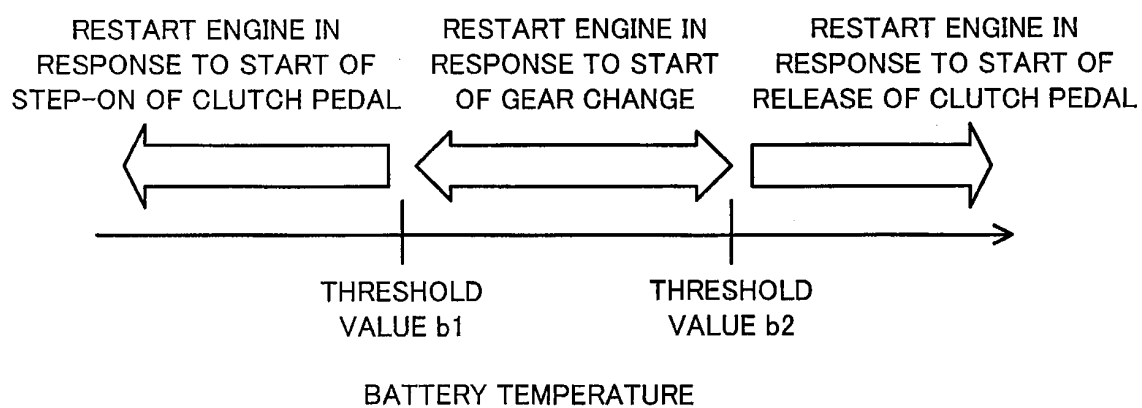 RESTART ENGINE IN
RESPONSE TO START OF
STEP-ON OF CLUTCH PEDAL
RESTART ENGINE IN
RESPONSE TO START
OF GEAR CHANGE
RESTART ENGINE IN
RESPONSE TO START OF
RELEASE OF CLUTCH PEDAL
THRESHOLD
VALUE b1
THRESHOLD
VALUE b2
BATTERY TEMPERATURE